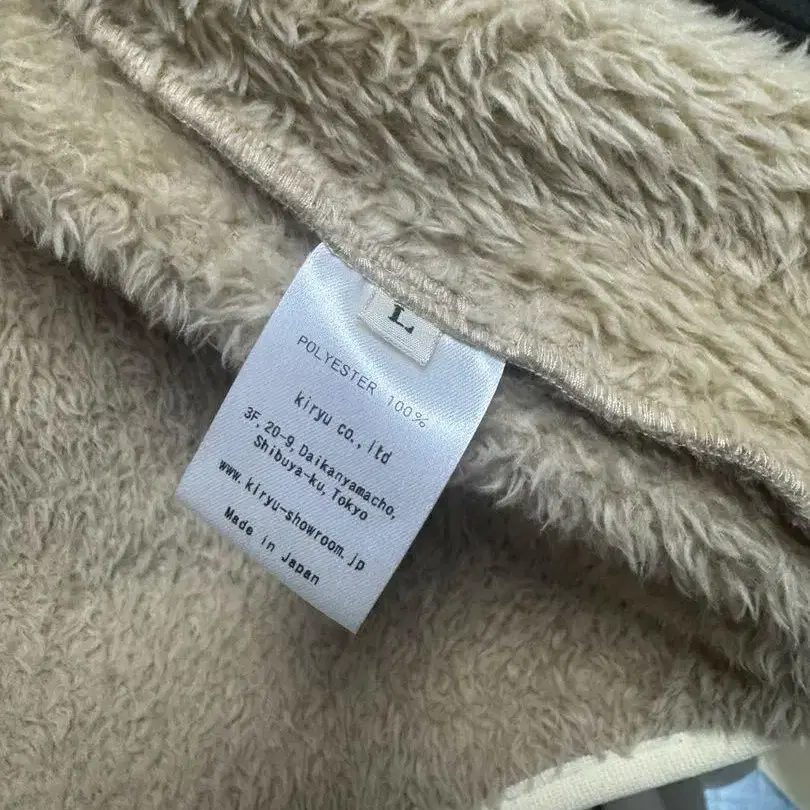 L
POLYESTER 100%
kiryu co., ltd
3F, 20-9, Daikanyamacho,
Shibuya-ku, Tokyo
www.kiryu-showroom.jp
Made in Japan